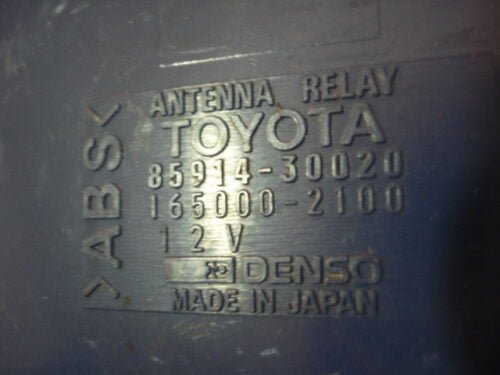 ANTENNA RELAY
TOYOTA
85914-30020
165000-2100
12V
DENSO
MADE IN JAPAN
>ABS<